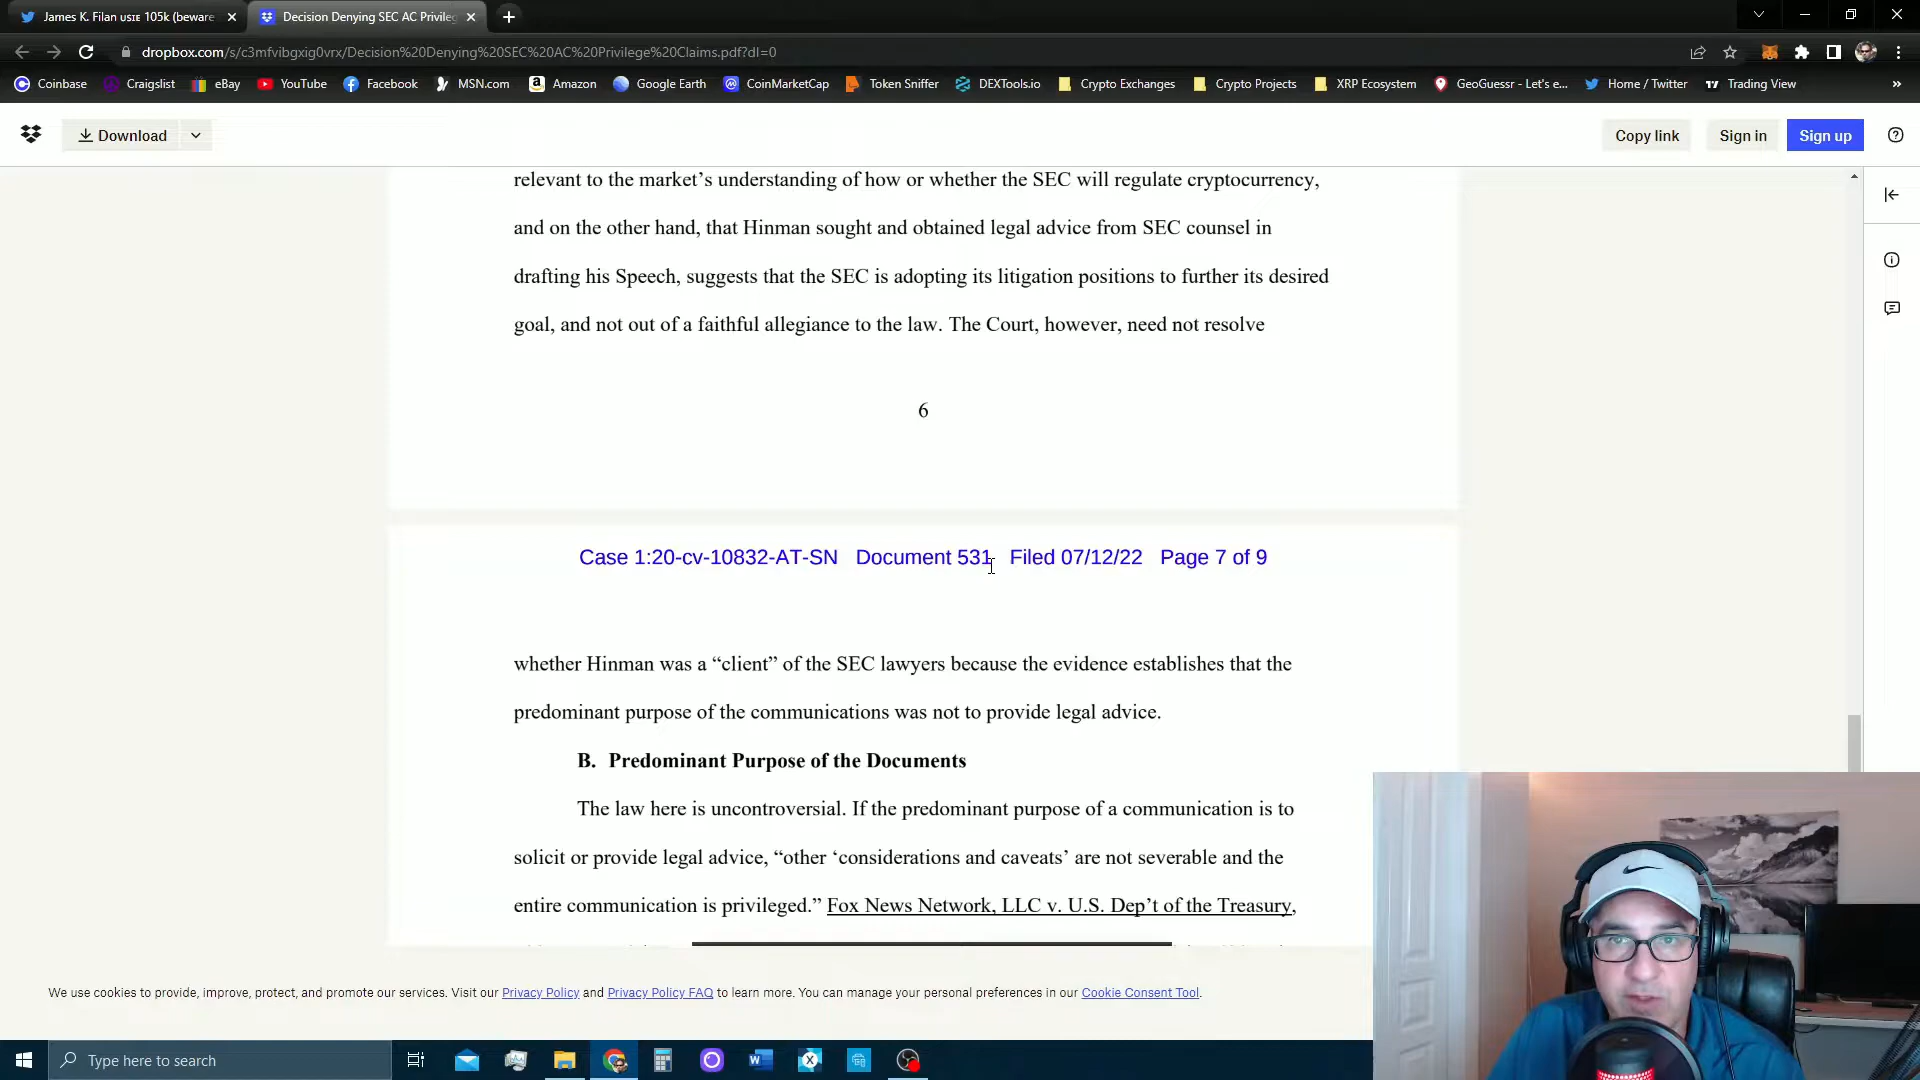 James K. Filan 🇺🇸🇮🇪 105k (beware
Decision Denying SEC AC Privileg
dropbox.com/s/c3mfvibgxig0vrx/Decision%20Denying%20SEC%20AC%20Privilege%20Claims.pdf?dl=0
Coinbase Craigslist eBay YouTube Facebook MSN.com Amazon Google Earth CoinMarketCap Token Sniffer DEXTools.io Crypto Exchanges Crypto Projects XRP Ecosystem GeoGuessr - Let's e... Home / Twitter Trading View »
Download Copy link Sign in Sign up
relevant to the market’s understanding of how or whether the SEC will regulate cryptocurrency,
and on the other hand, that Hinman sought and obtained legal advice from SEC counsel in
drafting his Speech, suggests that the SEC is adopting its litigation positions to further its desired
goal, and not out of a faithful allegiance to the law. The Court, however, need not resolve
6
Case 1:20-cv-10832-AT-SN Document 531 Filed 07/12/22 Page 7 of 9
whether Hinman was a “client” of the SEC lawyers because the evidence establishes that the
predominant purpose of the communications was not to provide legal advice.
B. Predominant Purpose of the Documents
The law here is uncontroversial. If the predominant purpose of a communication is to
solicit or provide legal advice, “other ‘considerations and caveats’ are not severable and the
entire communication is privileged.” Fox News Network, LLC v. U.S. Dep’t of the Treasury,
We use cookies to provide, improve, protect, and promote our services. Visit our Privacy Policy and Privacy Policy FAQ to learn more. You can manage your personal preferences in our Cookie Consent Tool.
Type here to search